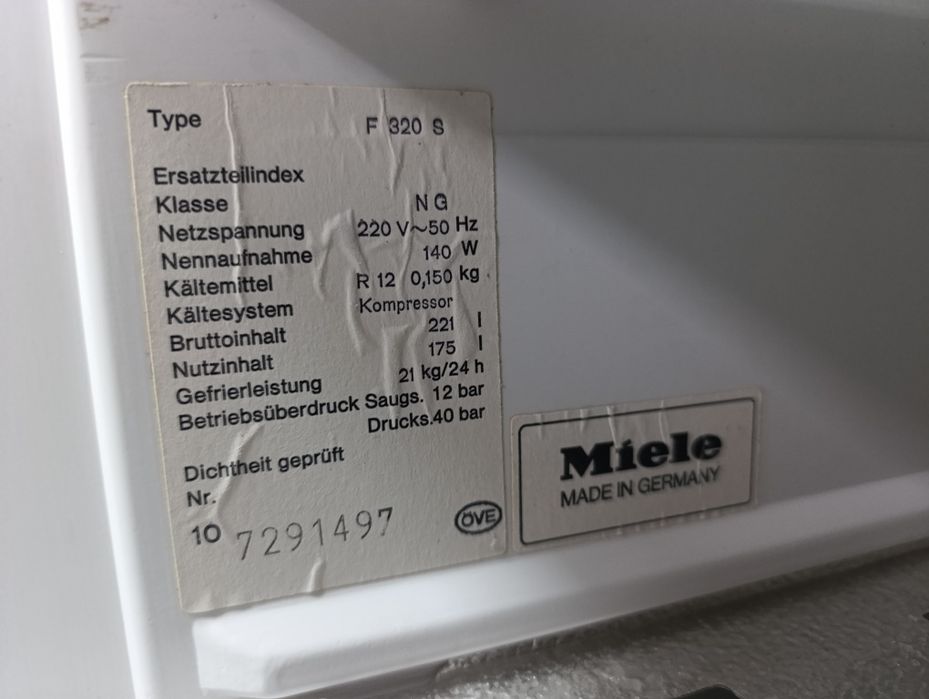 Type F 320 S
Ersatzteilindex
Klasse N G
Netzspannung 220 V~50 Hz
Nennaufnahme 140 W
Kältemittel R 12 0,150 kg
Kältesystem Kompressor
Bruttoinhalt 221 l
Nutzinhalt 175 l
Gefrierleistung 21 kg/24 h
Betriebsüberdruck Saugs. 12 bar
Drucks.40 bar
Dichtheit geprüft
Nr.
10 7291497 ÖVE
Miele
MADE IN GERMANY